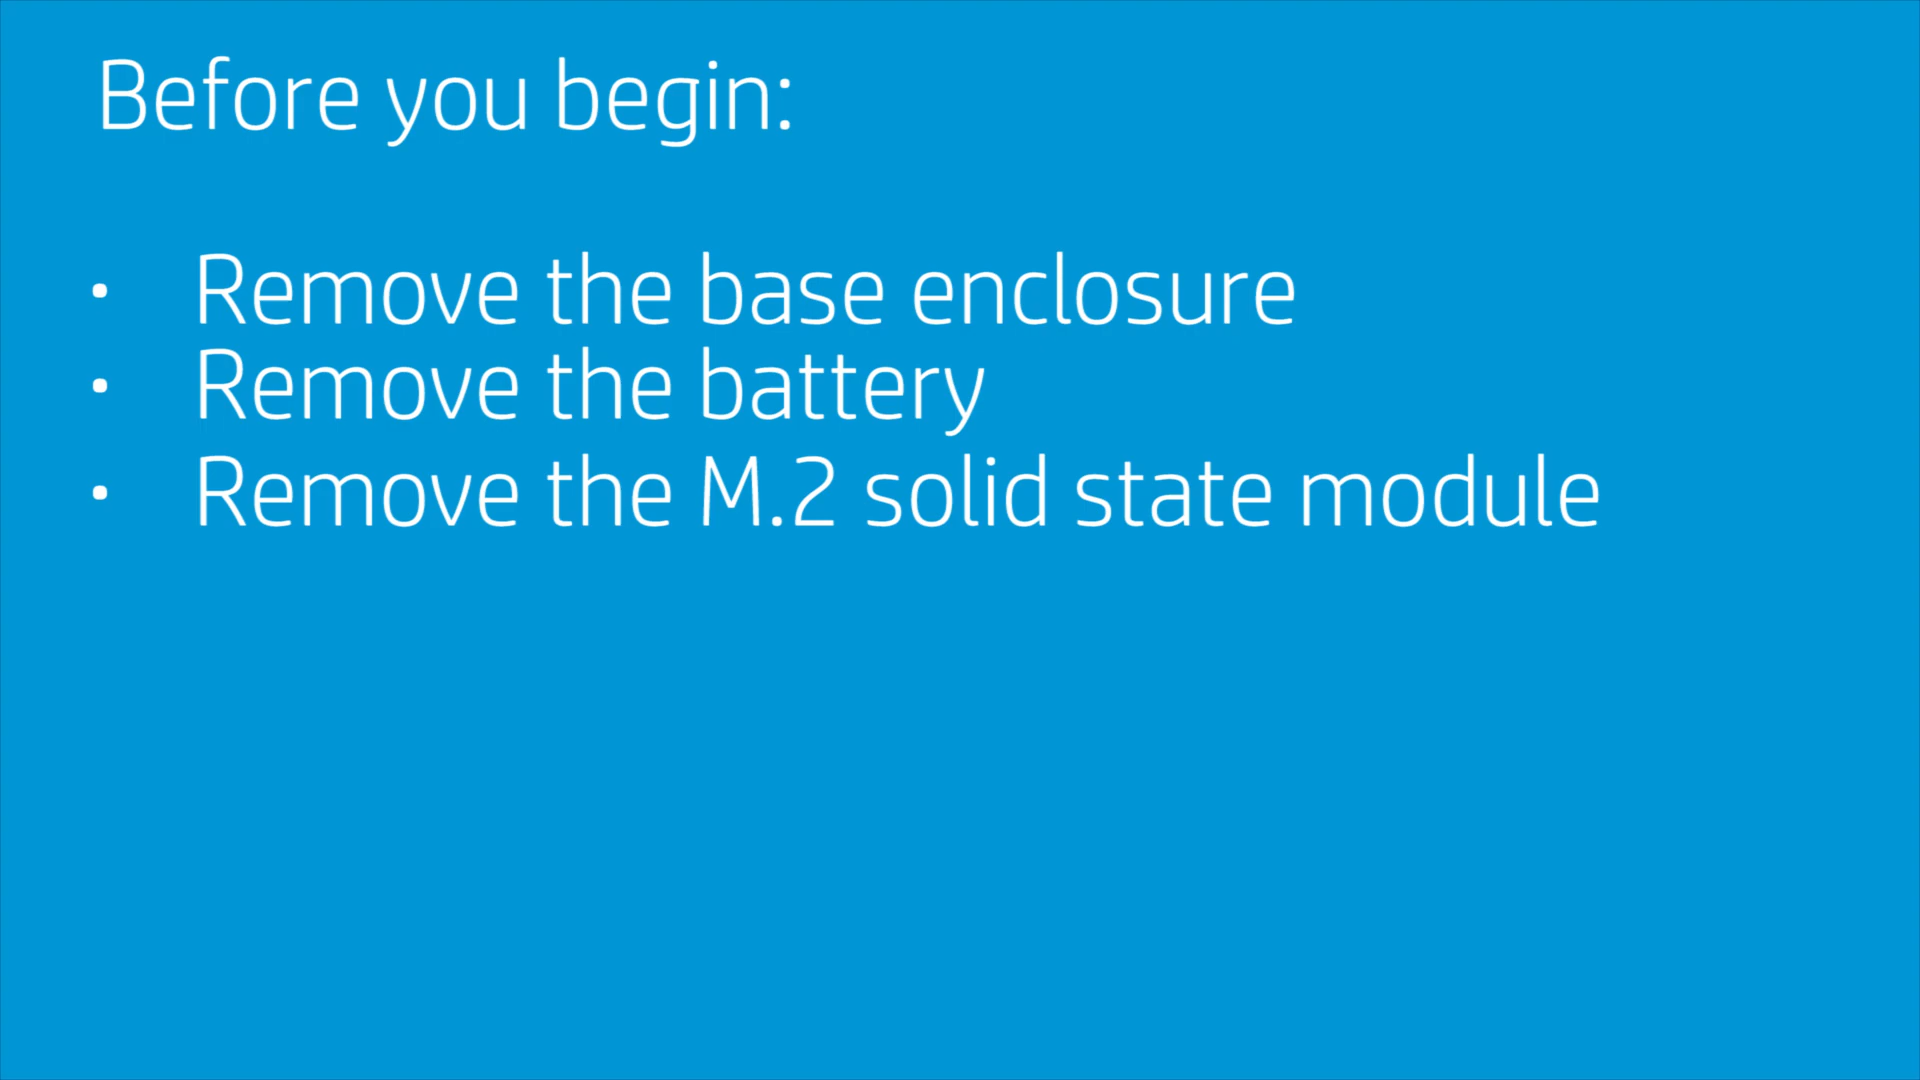 Before you begin:
• Remove the base enclosure
• Remove the battery
• Remove the M.2 solid state module